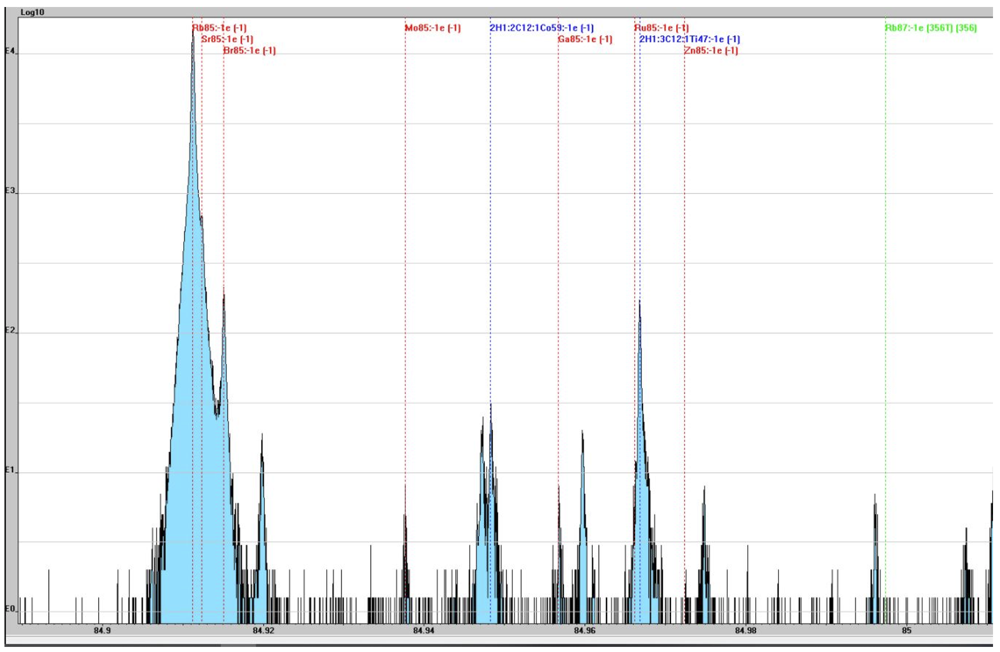 Log10
Rb85:-1e (-1) Mo85:-1e (-1) 2H1:2C12:1Co59:-1e (-1) Ru85:-1e (-1) Rb87:-1e (356T) (356)
Sr85:-1e (-1) Ga85:-1e (-1) 2H1:3C12:1Ti47:-1e (-1)
Br85:-1e (-1) Zn85:-1e (-1)
E4
E3
E2
E1
E0
84.9 84.92 84.94 84.96 84.98 85